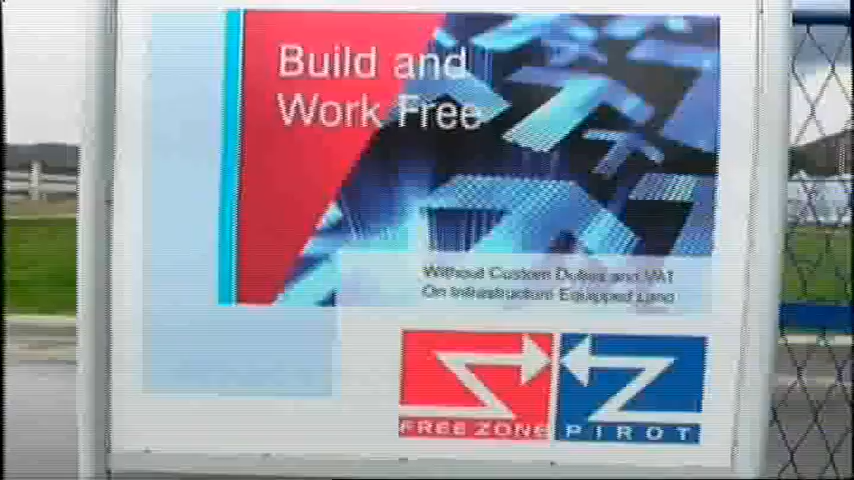 Build and
Work Free
Without Custom Duties and VAT
On Infrastructure Equipped Land
FREE ZONE
PIROT